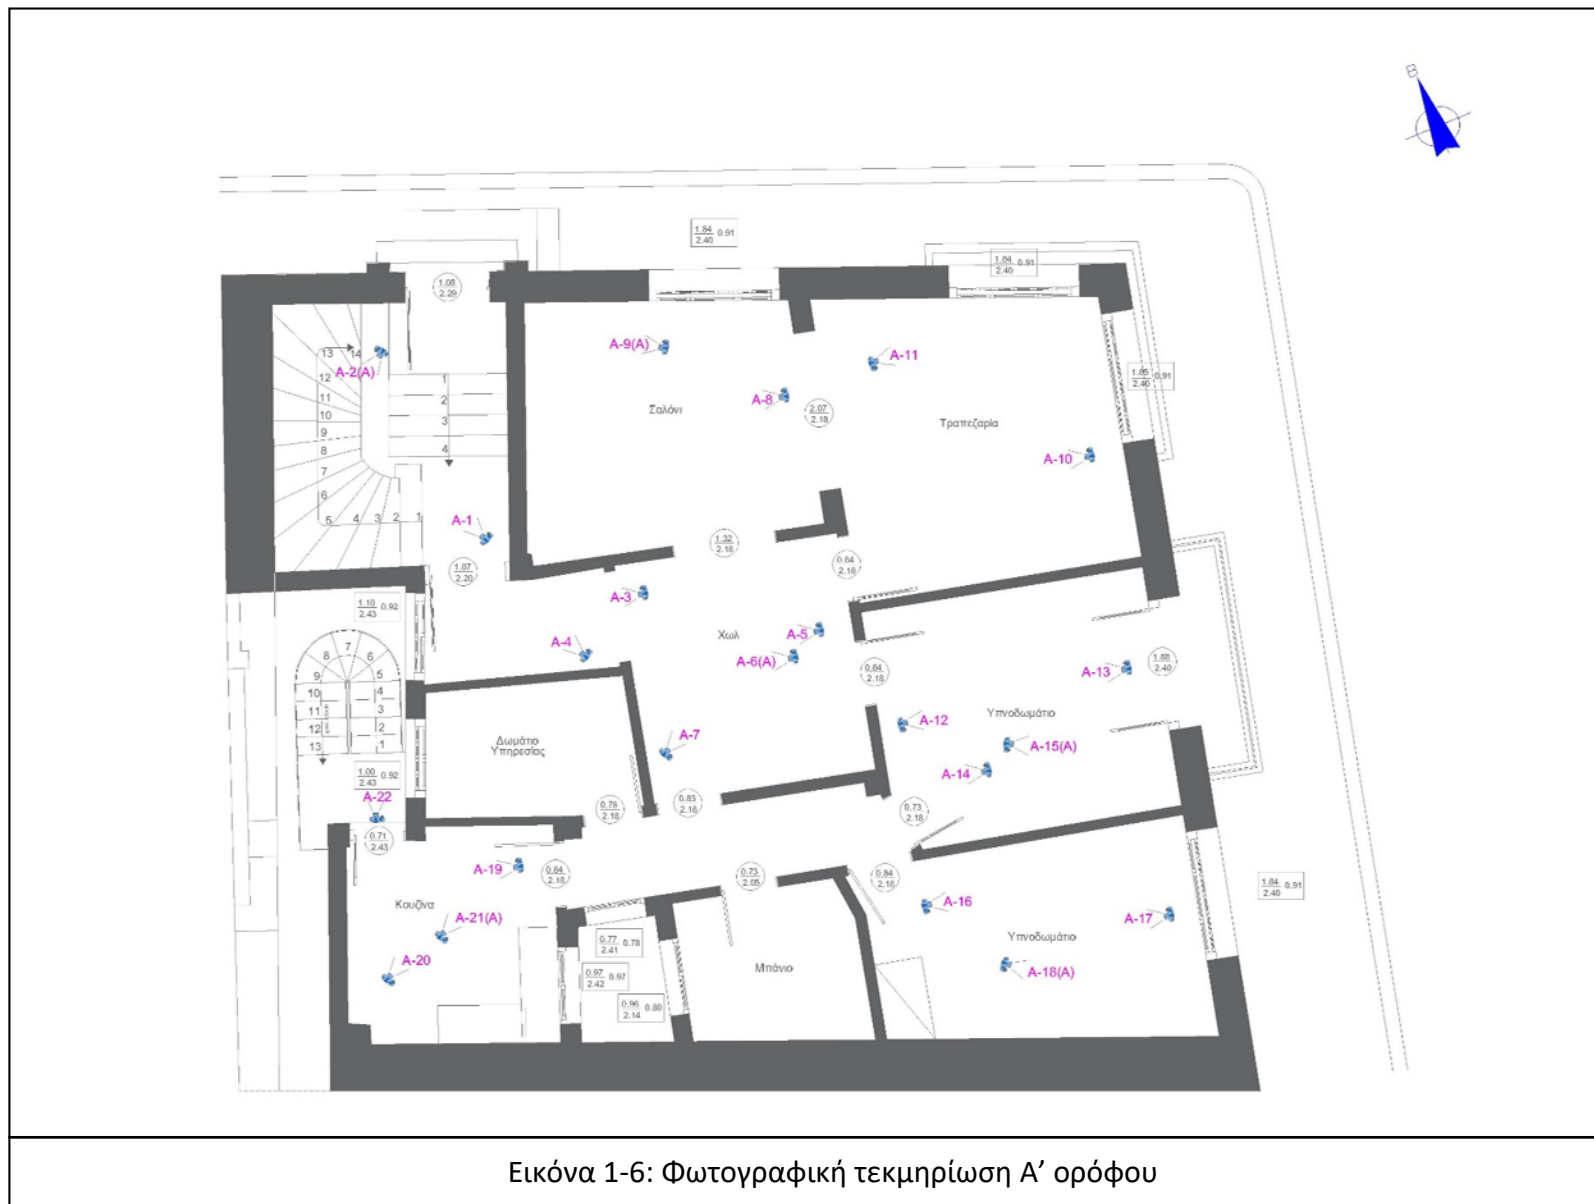 B
1.84 0.91
2.40
1.84 0.91
2.40
1.08
2.29
13 14
A-2(A)
12
11
10
9
8
7
6
5 4 3 2 1
1
2
3
4
A-9(A)
A-11
A-8
2.07
2.18
Σαλόνι
Τραπεζαρία
1.85 0.91
2.40
A-10
A-1
1.07
2.20
1.32
2.18
0.84
2.18
1.10 0.92
2.43
A-3
A-4
Χωλ
A-5
A-6(A)
0.84
2.18
A-13
1.88
2.40
7
8 6
9 5
10 4
11 3
12 2
13 1
Δωμάτιο
Υπηρεσίας
A-7
A-12
Υπνοδωμάτιο
A-15(A)
A-14
1.00 0.92
2.43
A-22
0.71
2.43
0.78
2.18
0.83
2.18
0.73
2.18
A-19
0.84
2.18
0.73
2.05
0.84
2.18
1.84 0.91
2.40
Κουζίνα
A-21(A)
A-20
0.77 0.78
2.41
0.97 0.97
2.42
0.96 0.80
2.14
Μπάνιο
A-16
A-17
Υπνοδωμάτιο
A-18(A)
Εικόνα 1-6: Φωτογραφική τεκμηρίωση Α’ ορόφου